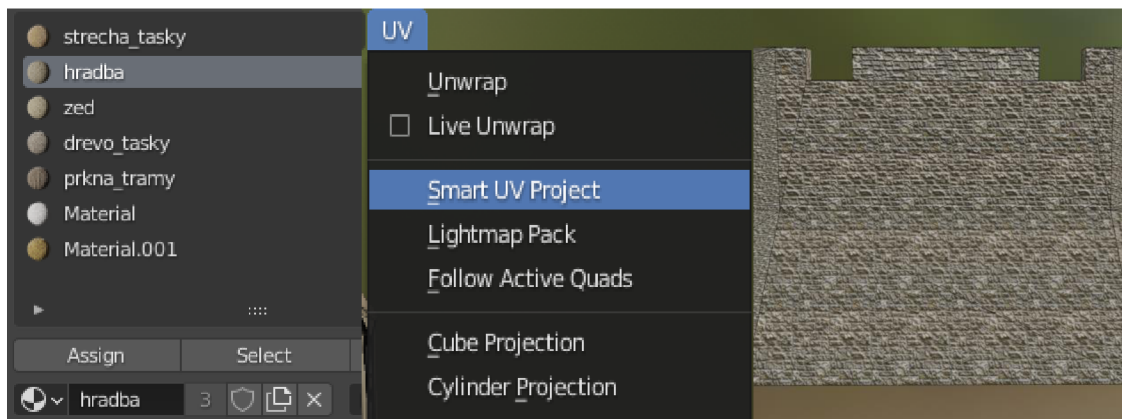 strecha_tasky
hradba
zed
drevo_tasky
prkna_tramy
Material
Material.001
Assign
Select
hradba
3
UV
Unwrap
Live Unwrap
Smart UV Project
Lightmap Pack
Follow Active Quads
Cube Projection
Cylinder Projection